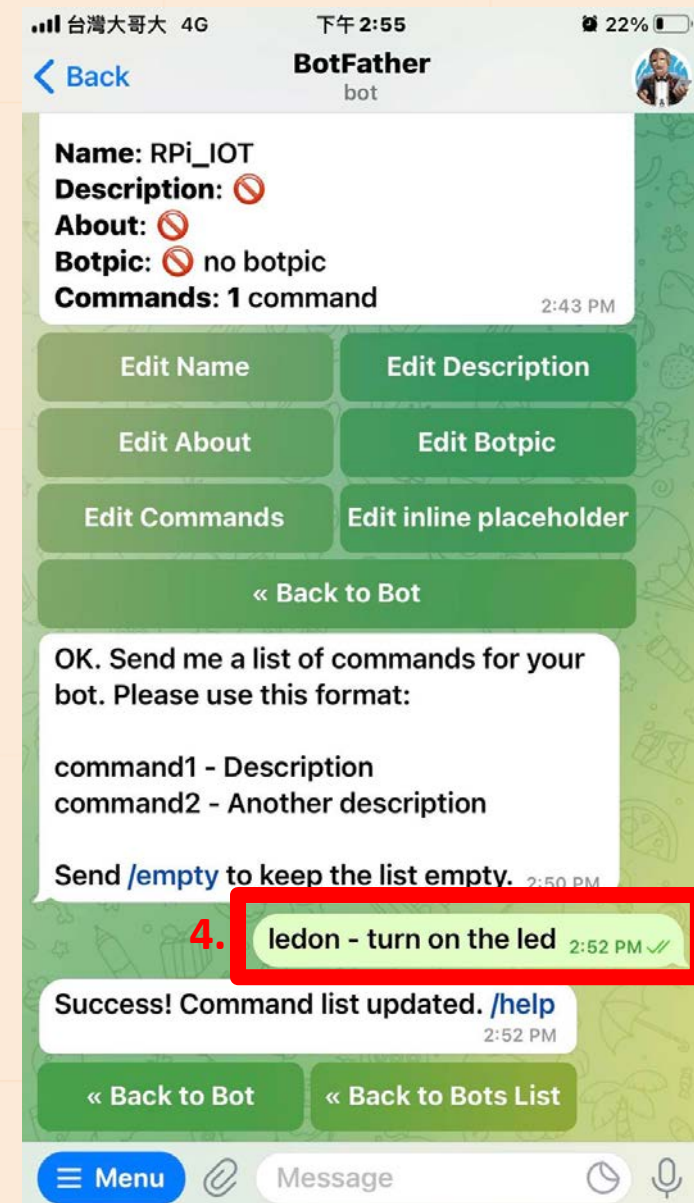 台灣大哥大 4G 下午 2:55 22%
Back BotFather
bot
Name: RPi_IOT
Description: 🚫
About: 🚫
Botpic: 🚫 no botpic
Commands: 1 command 2:43 PM
Edit Name Edit Description
Edit About Edit Botpic
Edit Commands Edit inline placeholder
« Back to Bot
OK. Send me a list of commands for your
bot. Please use this format:
command1 - Description
command2 - Another description
Send /empty to keep the list empty. 2:50 PM
4. ledon - turn on the led 2:52 PM
Success! Command list updated. /help
2:52 PM
« Back to Bot « Back to Bots List
Menu Message